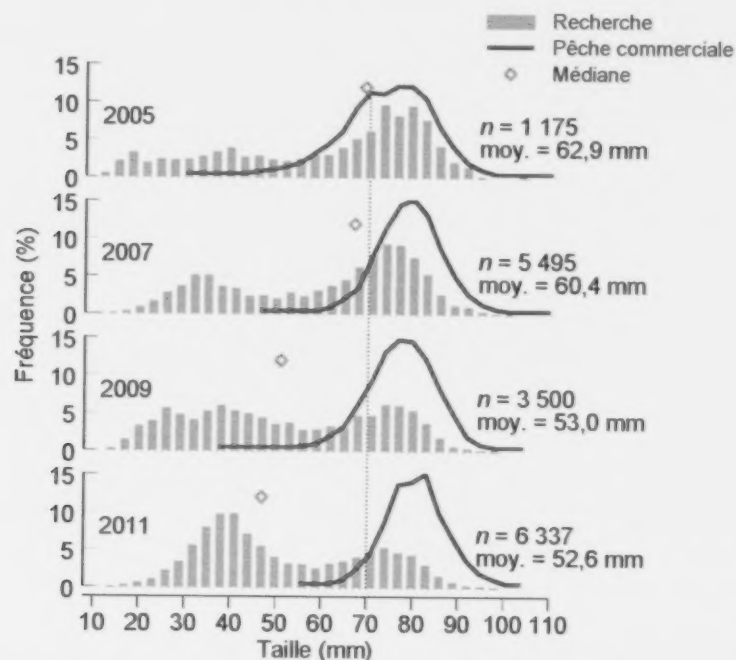 Recherche
Pêche commerciale
Médiane
15
10
5
0
2005
n = 1 175
moy. = 62,9 mm
15
10
5
0
2007
n = 5 495
moy. = 60,4 mm
15
10
5
0
2009
n = 3 500
moy. = 53,0 mm
15
10
5
0
2011
n = 6 337
moy. = 52,6 mm
Fréquence (%)
10 20 30 40 50 60 70 80 90 100 110
Taille (mm)